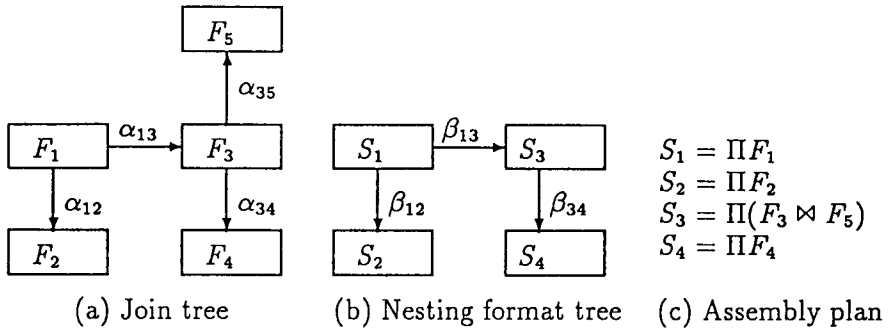 F₅
α₃₅
F₁ α₁₃ F₃
α₁₂ α₃₄
F₂ F₄
(a) Join tree
S₁ β₁₃ S₃
β₁₂ β₃₄
S₂ S₄
(b) Nesting format tree
S₁ = ΠF₁
S₂ = ΠF₂
S₃ = Π(F₃ ⋈ F₅)
S₄ = ΠF₄
(c) Assembly plan